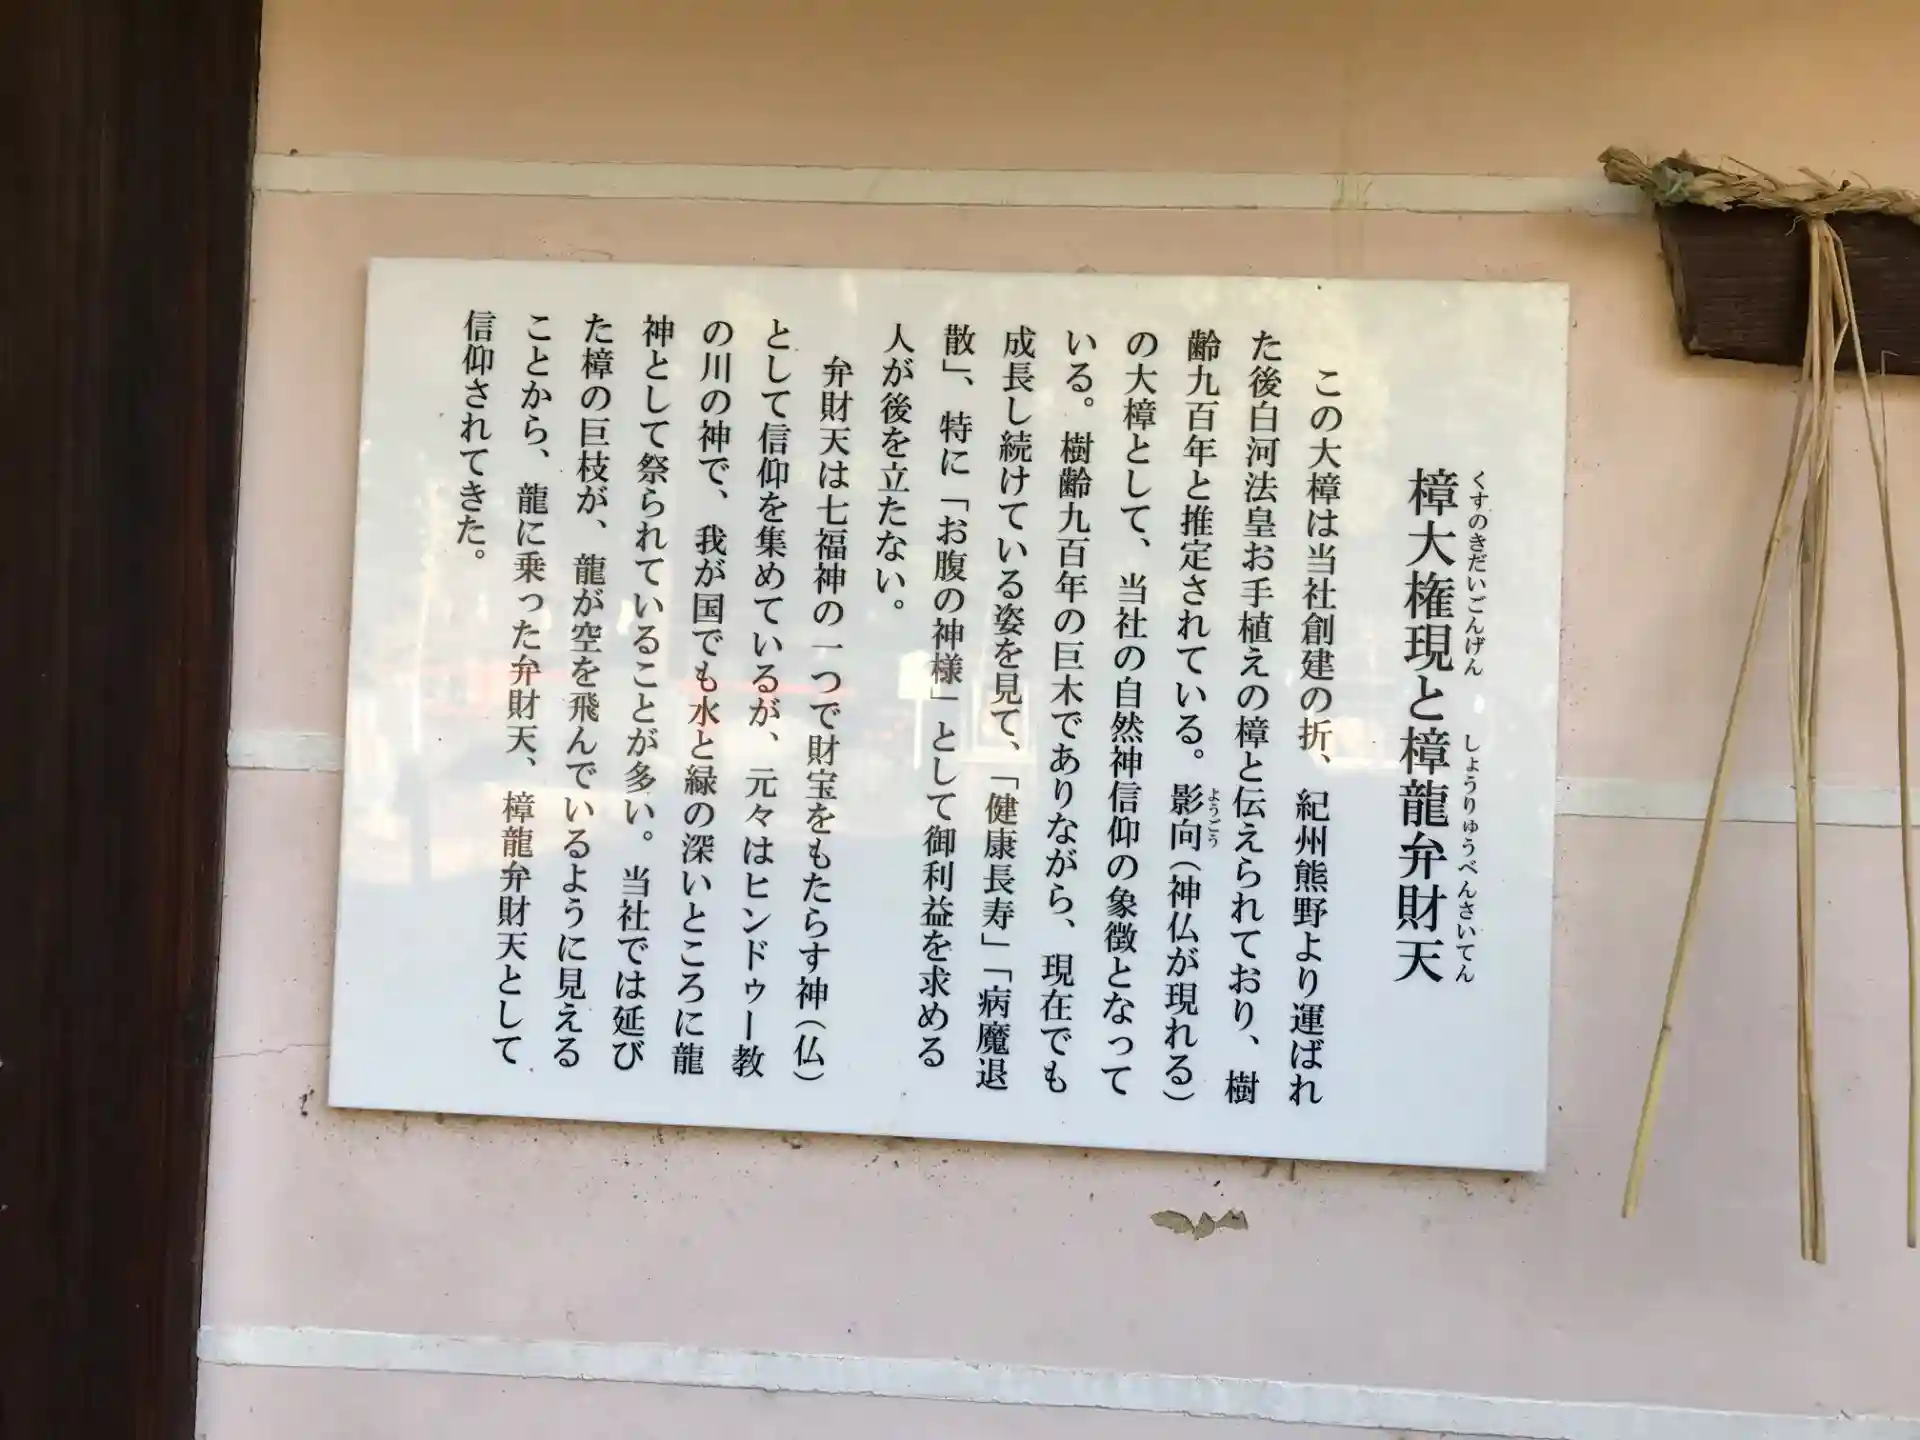 樟大権現と樟龍弁財天
くすのきだいごんげん しょうりゅうべんさいてん
この大樟は当社創建の折、紀州熊野より運ばれ
た後白河法皇お手植えの樟と伝えられており、樹
齢九百年と推定されている。影向（神仏が現れる）
ようごう
の大樟として、当社の自然神信仰の象徴となって
いる。樹齢九百年の巨木でありながら、現在でも
成長し続けている姿を見て、「健康長寿」「病魔退
散」、特に「お腹の神様」として御利益を求める
人が後を立たない。
弁財天は七福神の一つで財宝をもたらす神（仏）
として信仰を集めているが、元々はヒンドゥー教
の川の神で、我が国でも水と緑の深いところに龍
神として祭られていることが多い。当社では延び
た樟の巨枝が、龍が空を飛んでいるように見える
ことから、龍に乗った弁財天、樟龍弁財天として
信仰されてきた。